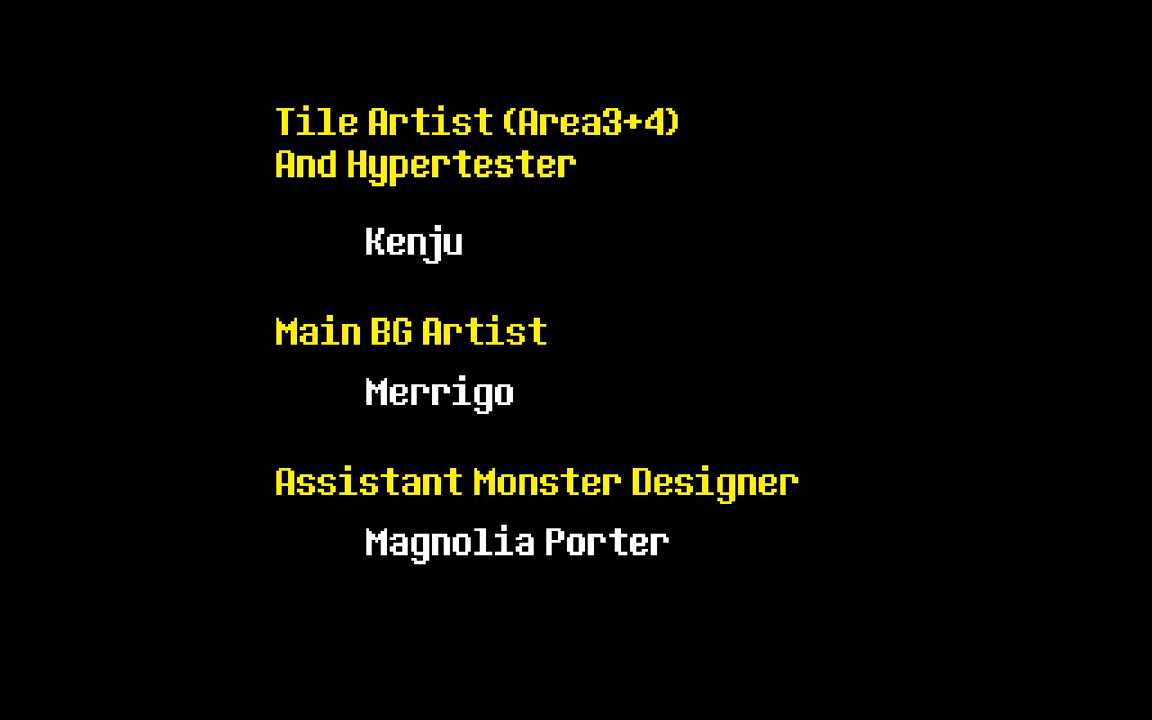 Tile Artist (Area3+4)
And Hypertester
Kenju
Main BG Artist
Merrigo
Assistant Monster Designer
Magnolia Porter